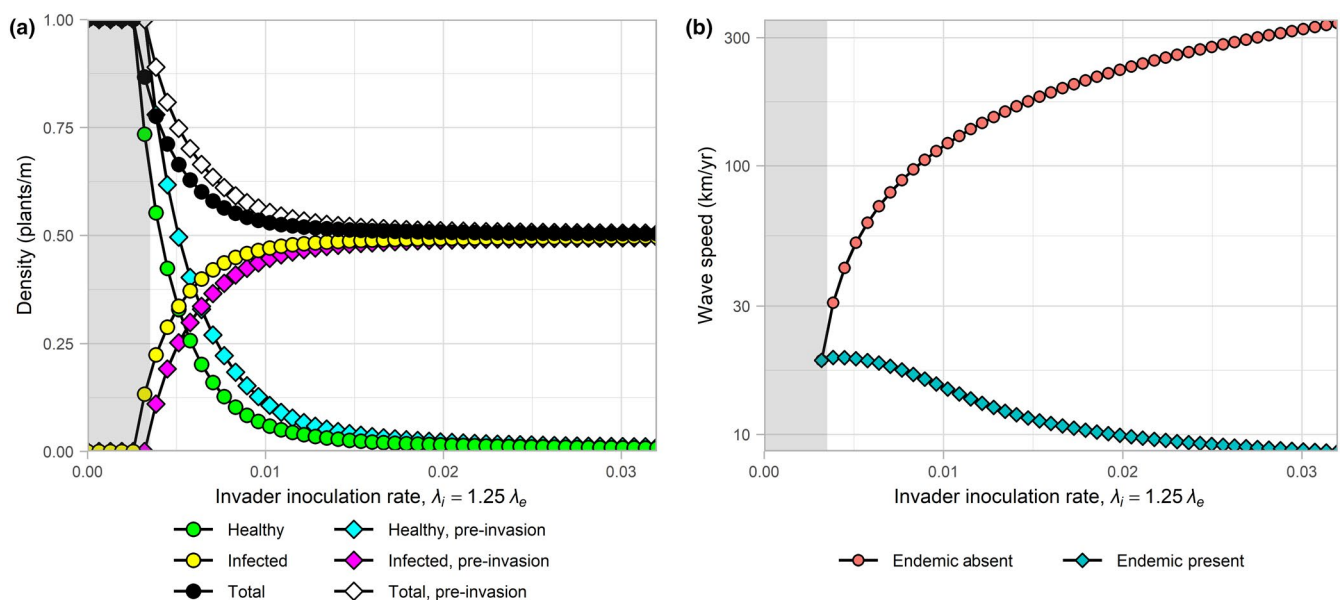 (a)
1.00
0.75
0.50
0.25
0.00
Density (plants/m)
0.00 0.01 0.02 0.03
Invader inoculation rate, λi = 1.25 λe
Healthy Healthy, pre-invasion
Infected Infected, pre-invasion
Total Total, pre-invasion
(b)
300
100
30
10
Wave speed (km/yr)
0.00 0.01 0.02 0.03
Invader inoculation rate, λi = 1.25 λe
Endemic absent Endemic present